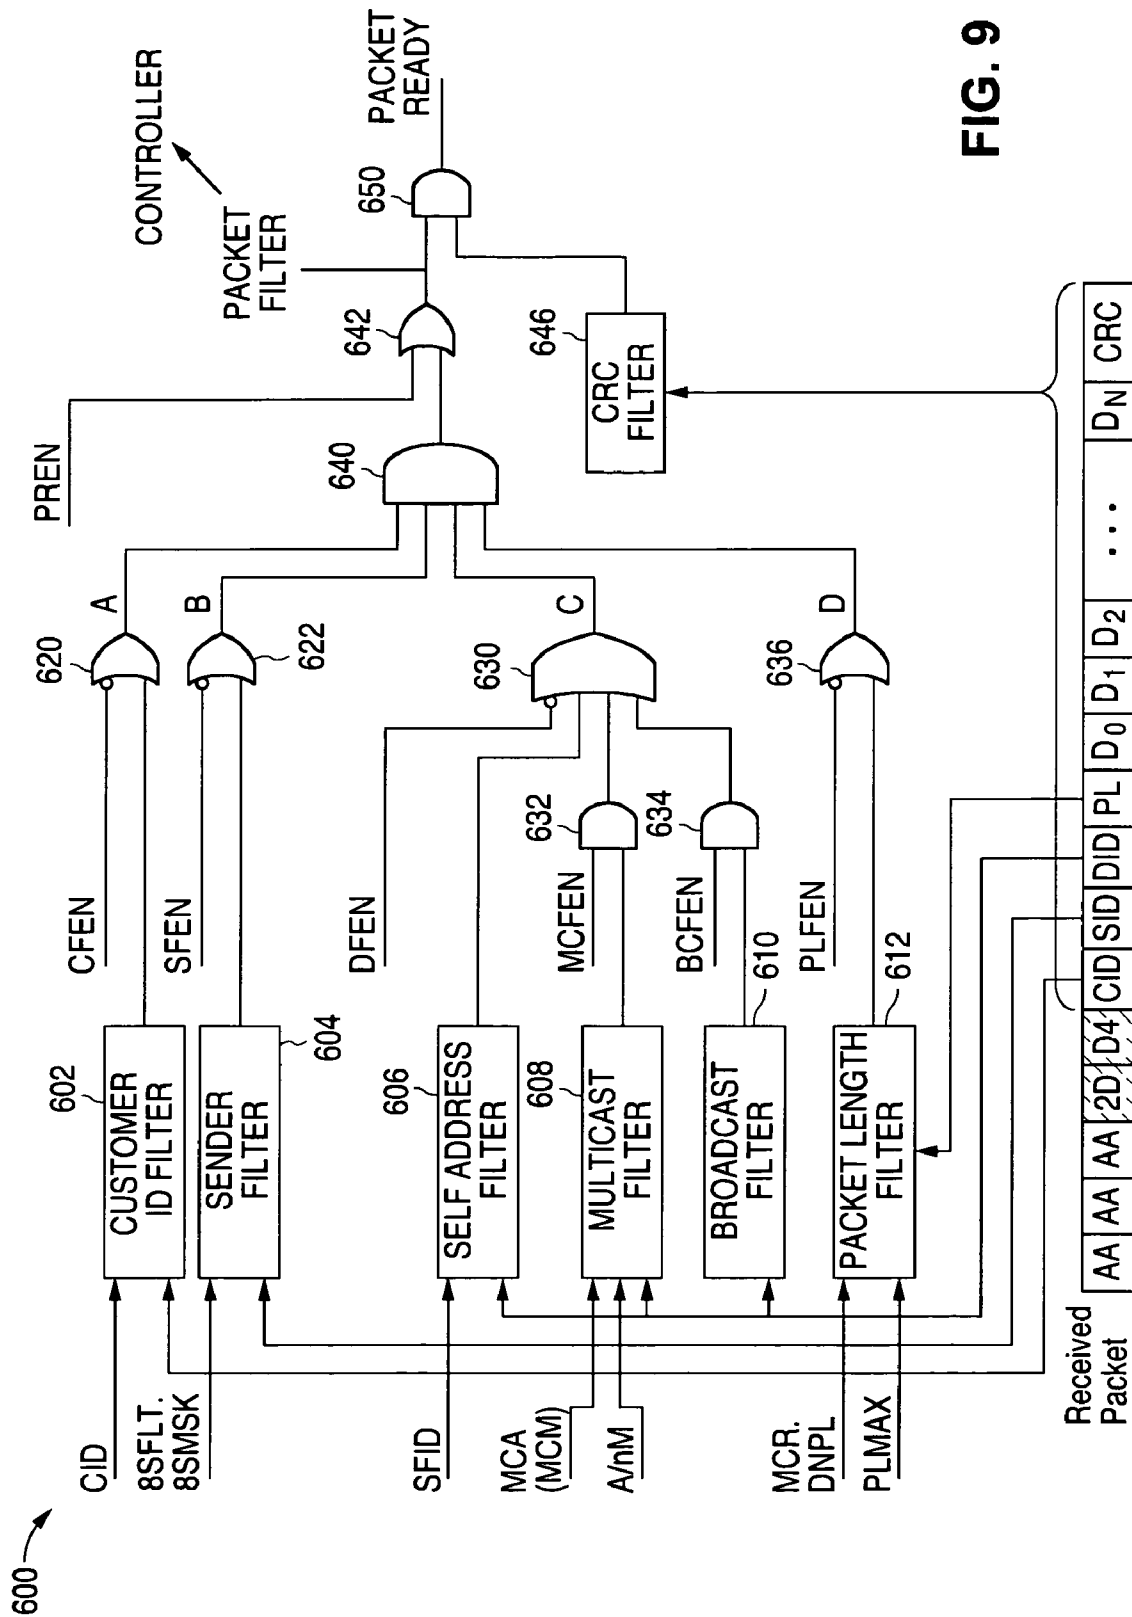 600
CID
8SFLT.
8SMSK
SFID
MCA
(MCM)
A/nM
MCR.
DNPL
PLMAX
602
CUSTOMER
ID FILTER
SENDER
FILTER
604
606
SELF ADDRESS
FILTER
608
MULTICAST
FILTER
BROADCAST
FILTER
610
PACKET LENGTH
FILTER
612
CFEN
SFEN
DFEN
MCFEN
BCFEN
PLFEN
620
622
630
632
634
636
A
B
C
D
PREN
640
642
646
CRC
FILTER
650
PACKET
FILTER
CONTROLLER
PACKET
READY
Received
Packet
AA AA AA 2D D4 CID SID DID PL D0 D1 D2 ... DN CRC
FIG. 9